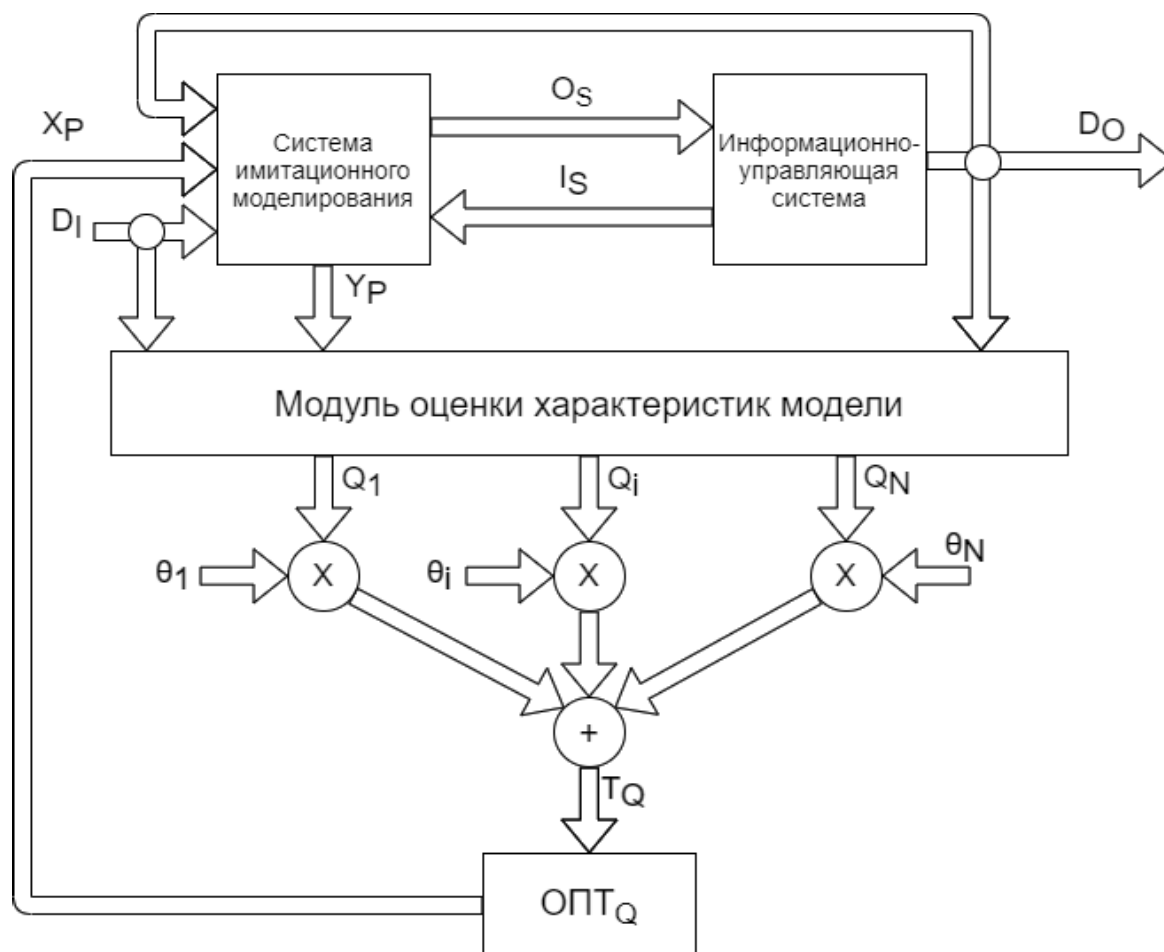 O_S
X_P
D_O
Система
имитационного
моделирования
Информационно-
управляющая
система
I_S
D_I
Y_P
Модуль оценки характеристик модели
Q_1
Q_i
Q_N
θ_1
X
θ_i
X
X
θ_N
+
T_Q
ОПТ_Q